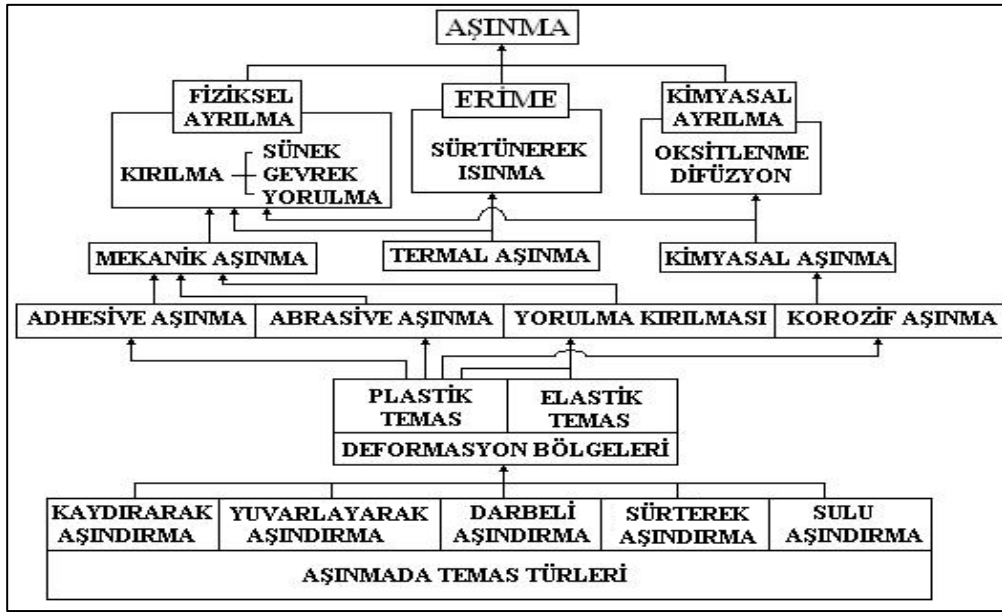 AŞINMA
FİZİKSEL
AYRILMA
ERİME
KİMYASAL
AYRILMA
KIRILMA
SÜNEK
GEVREK
YORULMA
SÜRTÜNEREK
ISINMA
OKSİTLENME
DİFÜZYON
MEKANİK AŞINMA
TERMAL AŞINMA
KİMYASAL AŞINMA
ADHESİVE AŞINMA
ABRASİVE AŞINMA
YORULMA KIRILMASI
KOROZİF AŞINMA
PLASTİK
TEMAS
ELASTİK
TEMAS
DEFORMASYON BÖLGELERİ
KAYDIRARAK
AŞINDIRMA
YUVARLAYARAK
AŞINDIRMA
DARBELİ
AŞINDIRMA
SÜRTEREK
AŞINDIRMA
SULU
AŞINDIRMA
AŞINMADA TEMAS TÜRLERİ